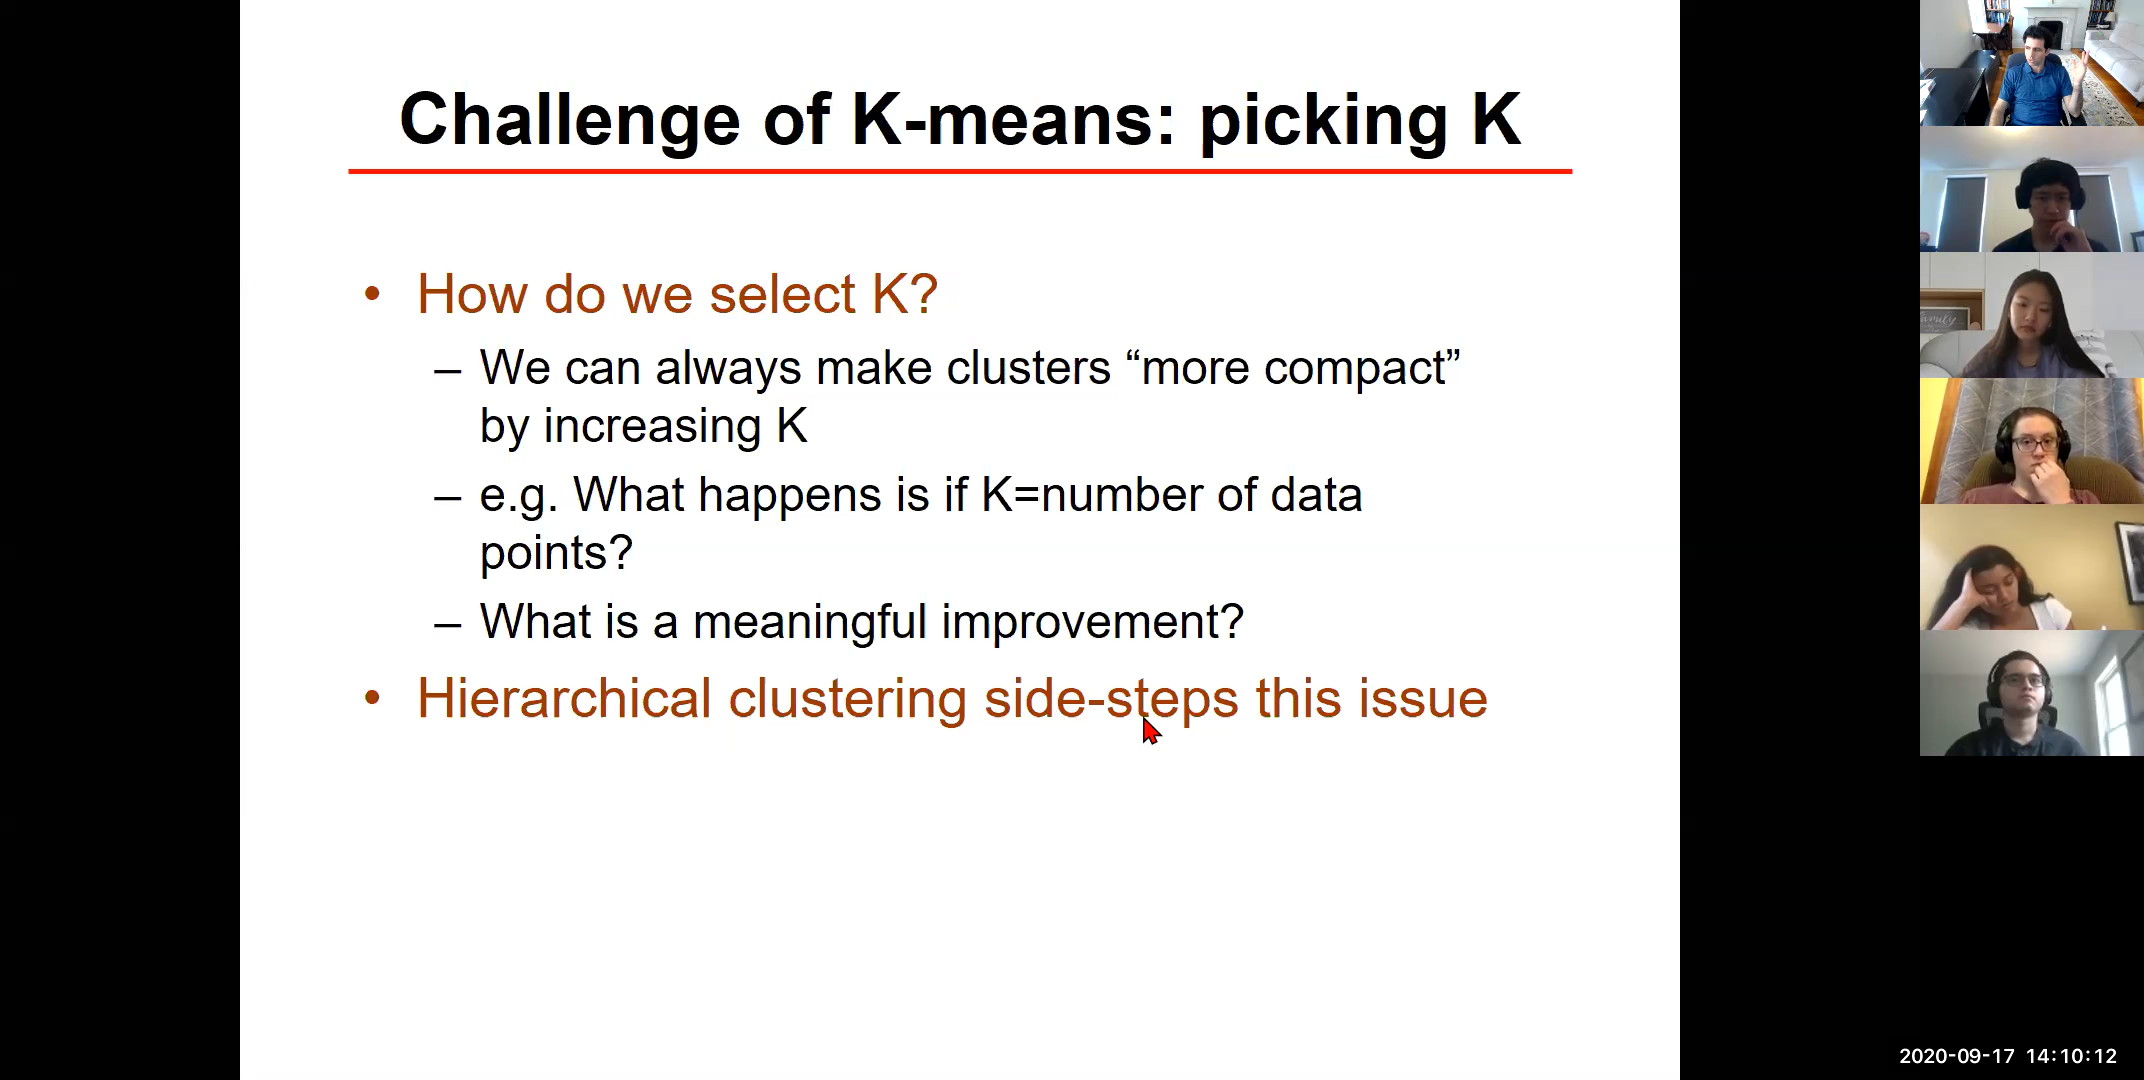 Challenge of K-means: picking K
• How do we select K?
– We can always make clusters “more compact”
by increasing K
– e.g. What happens is if K=number of data
points?
– What is a meaningful improvement?
• Hierarchical clustering side-steps this issue
family
2020-09-17 14:10:12